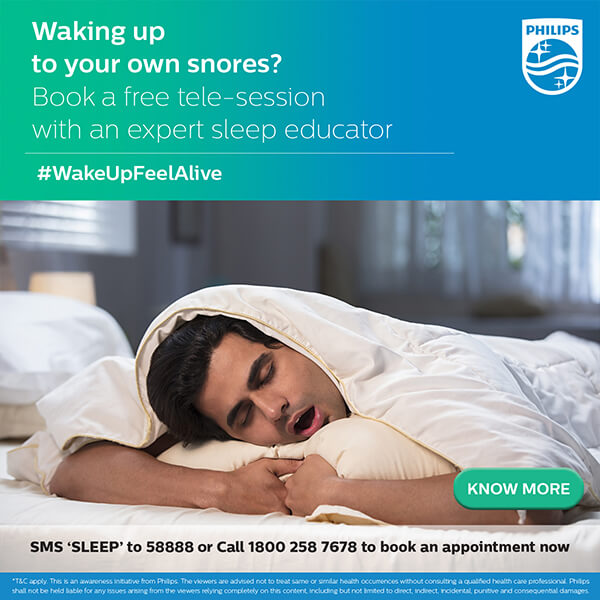 Waking up
to your own snores?
Book a free tele-session
with an expert sleep educator
#WakeUpFeelAlive
PHILIPS
KNOW MORE
SMS ‘SLEEP’ to 58888 or Call 1800 258 7678 to book an appointment now
*T&C apply. This is an awareness initiative from Philips. The viewers are advised not to treat same or similar health occurences without consulting a qualified health care professional. Philips
shall not be held liable for any issues arising from the viewers relying completely on this content, including but not limited to direct, indirect, incidental, punitive and consequential damages.